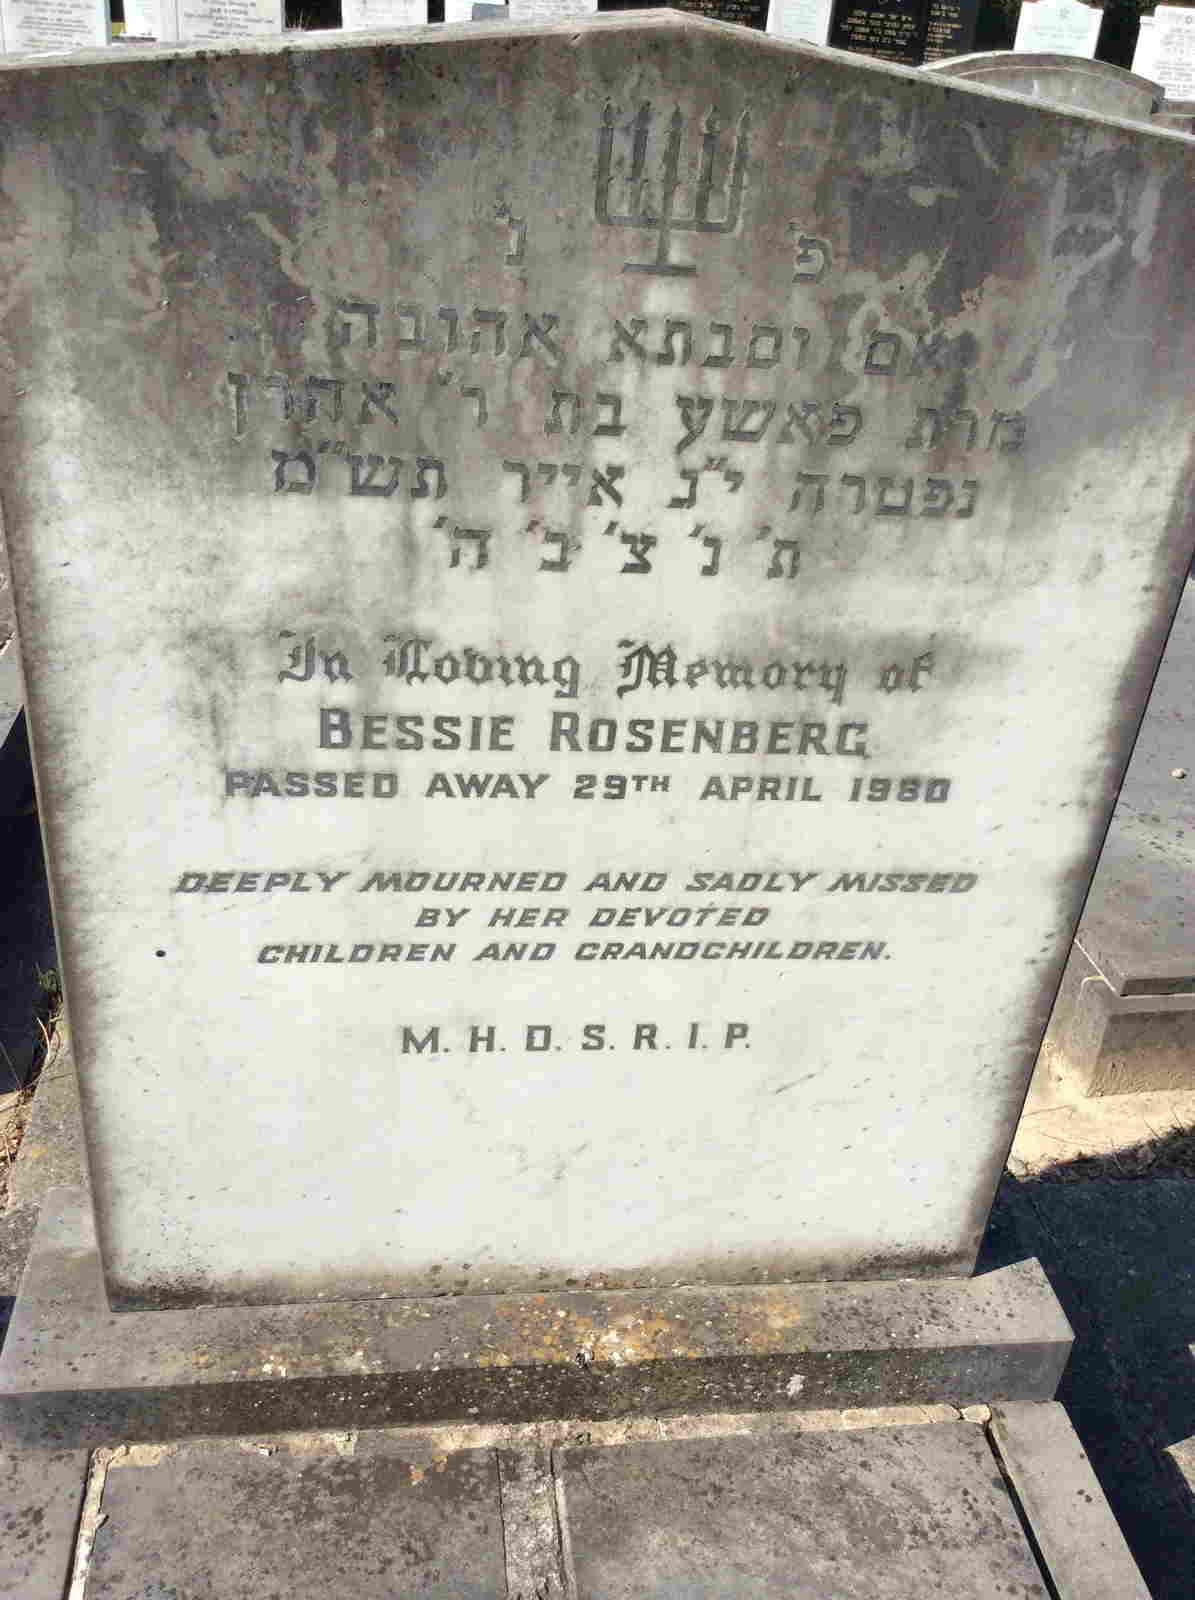 פ' נ'
אם וסבתא אהובה
מרת פאשע בת ר' אהרן
נפטרה י"ג אייר תש"מ
ת' נ' צ' ב' ה'
In Loving Memory of
BESSIE ROSENBERG
PASSED AWAY 29TH APRIL 1980
DEEPLY MOURNED AND SADLY MISSED
BY HER DEVOTED
CHILDREN AND GRANDCHILDREN.
M. H. D. S. R. I. P.